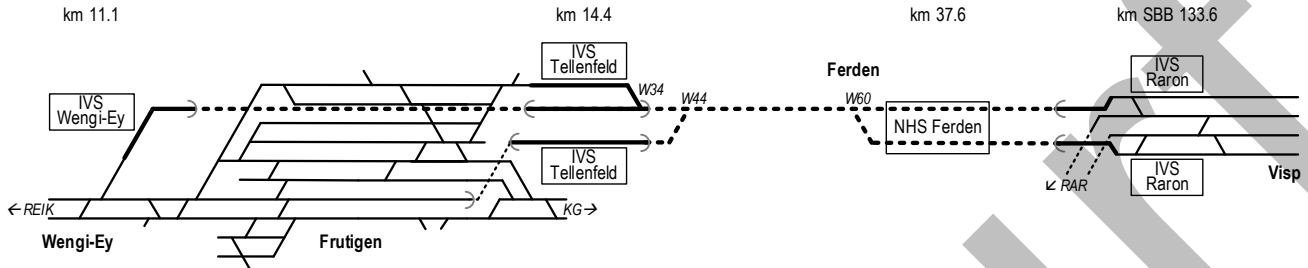 km 11.1
km 14.4
km 37.6
km SBB 133.6
IVS
Tellenfeld
IVS
Raron
Ferden
W34
IVS
Wengi-Ey
W44
W60
NHS Ferden
IVS
Tellenfeld
IVS
Raron
Visp
↙ RAR
← REIK
KG→
Wengi-Ey
Frutigen